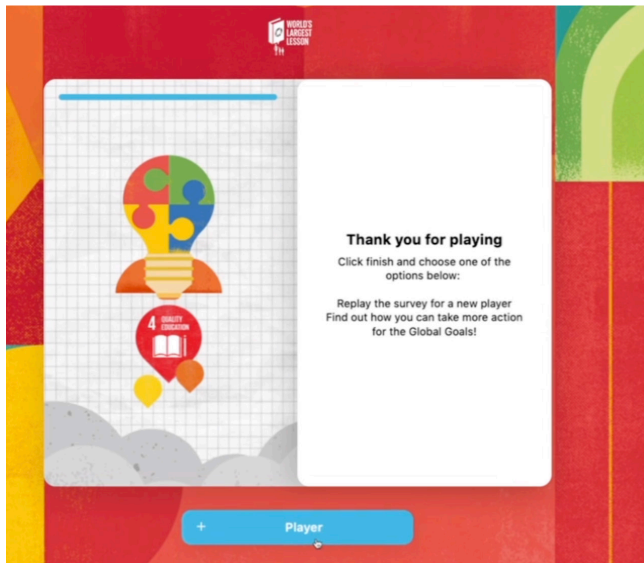 WORLD'S
LARGEST
LESSON
4 QUALITY
EDUCATION
Thank you for playing
Click finish and choose one of the
options below:
Replay the survey for a new player
Find out how you can take more action
for the Global Goals!
+ Player